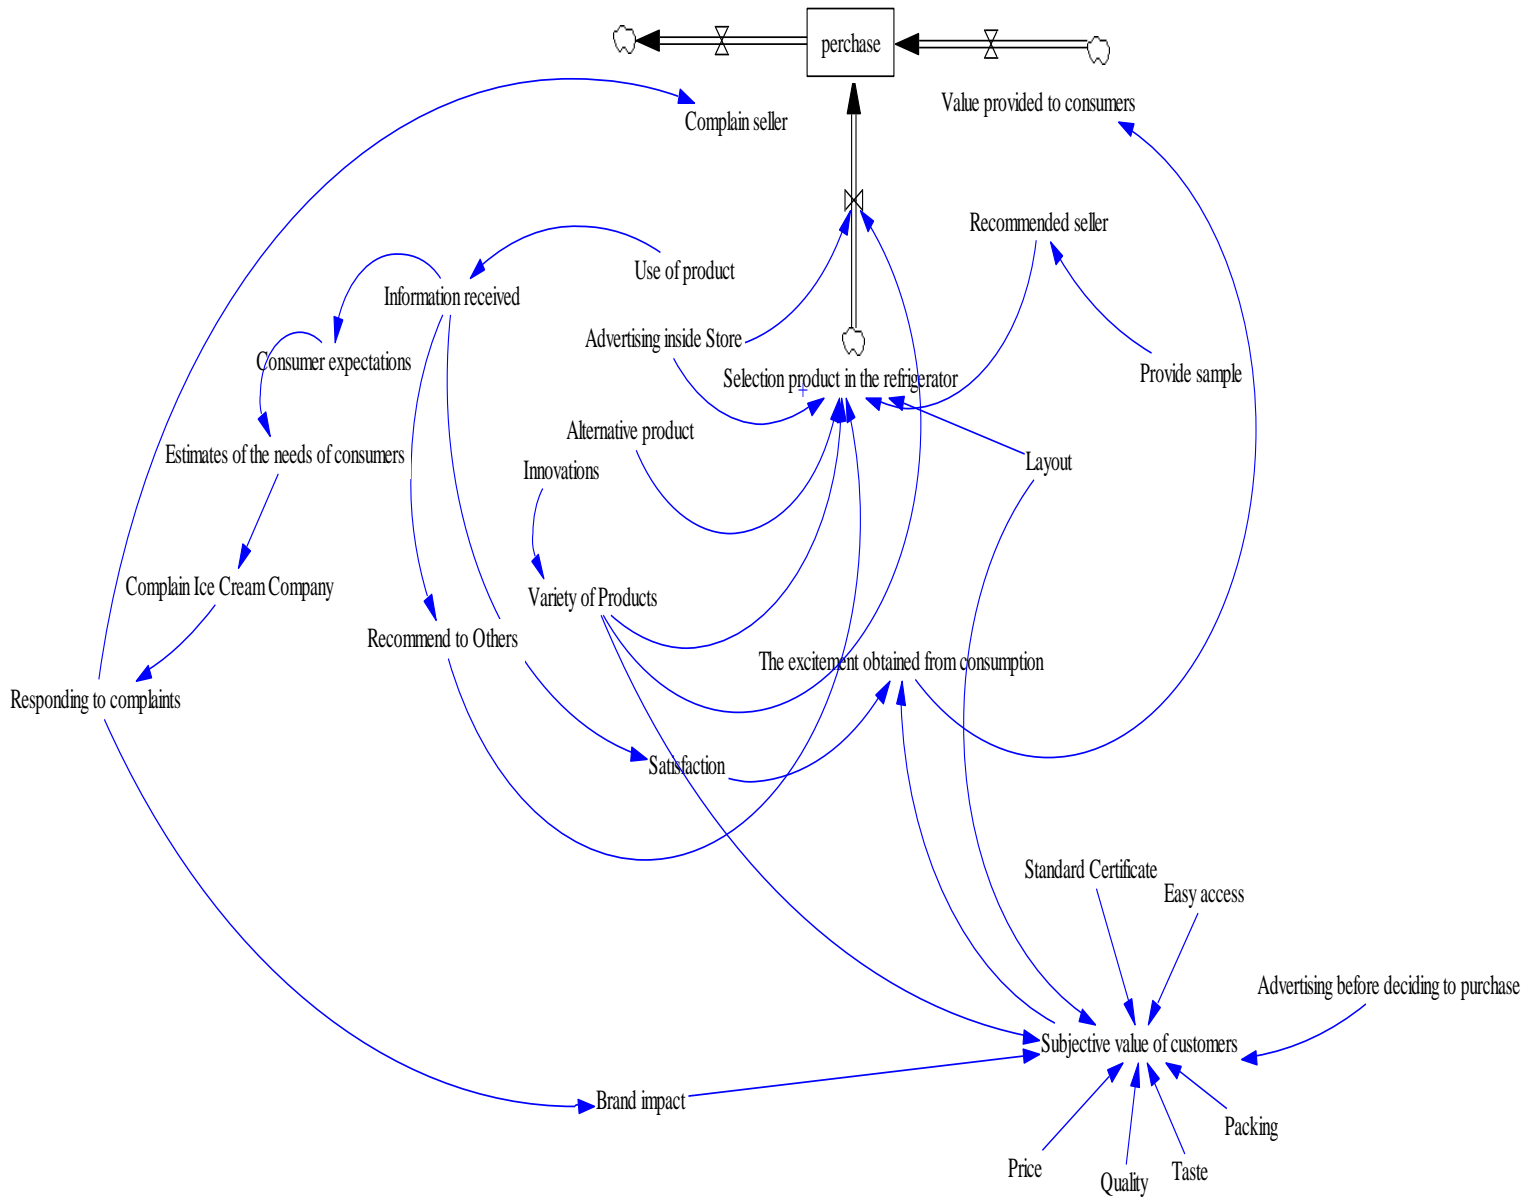 perchase
Value provided to consumers
Complain seller
Recommended seller
Use of product
Information received
Advertising inside Store
Consumer expectations
Provide sample
Selection product in the refrigerator
Alternative product
Estimates of the needs of consumers
Layout
Innovations
Complain Ice Cream Company
Variety of Products
Recommend to Others
The excitement obtained from consumption
Responding to complaints
Satisfaction
Standard Certificate
Easy access
Advertising before deciding to purchase
Subjective value of customers
Brand impact
Packing
Price
Taste
Quality